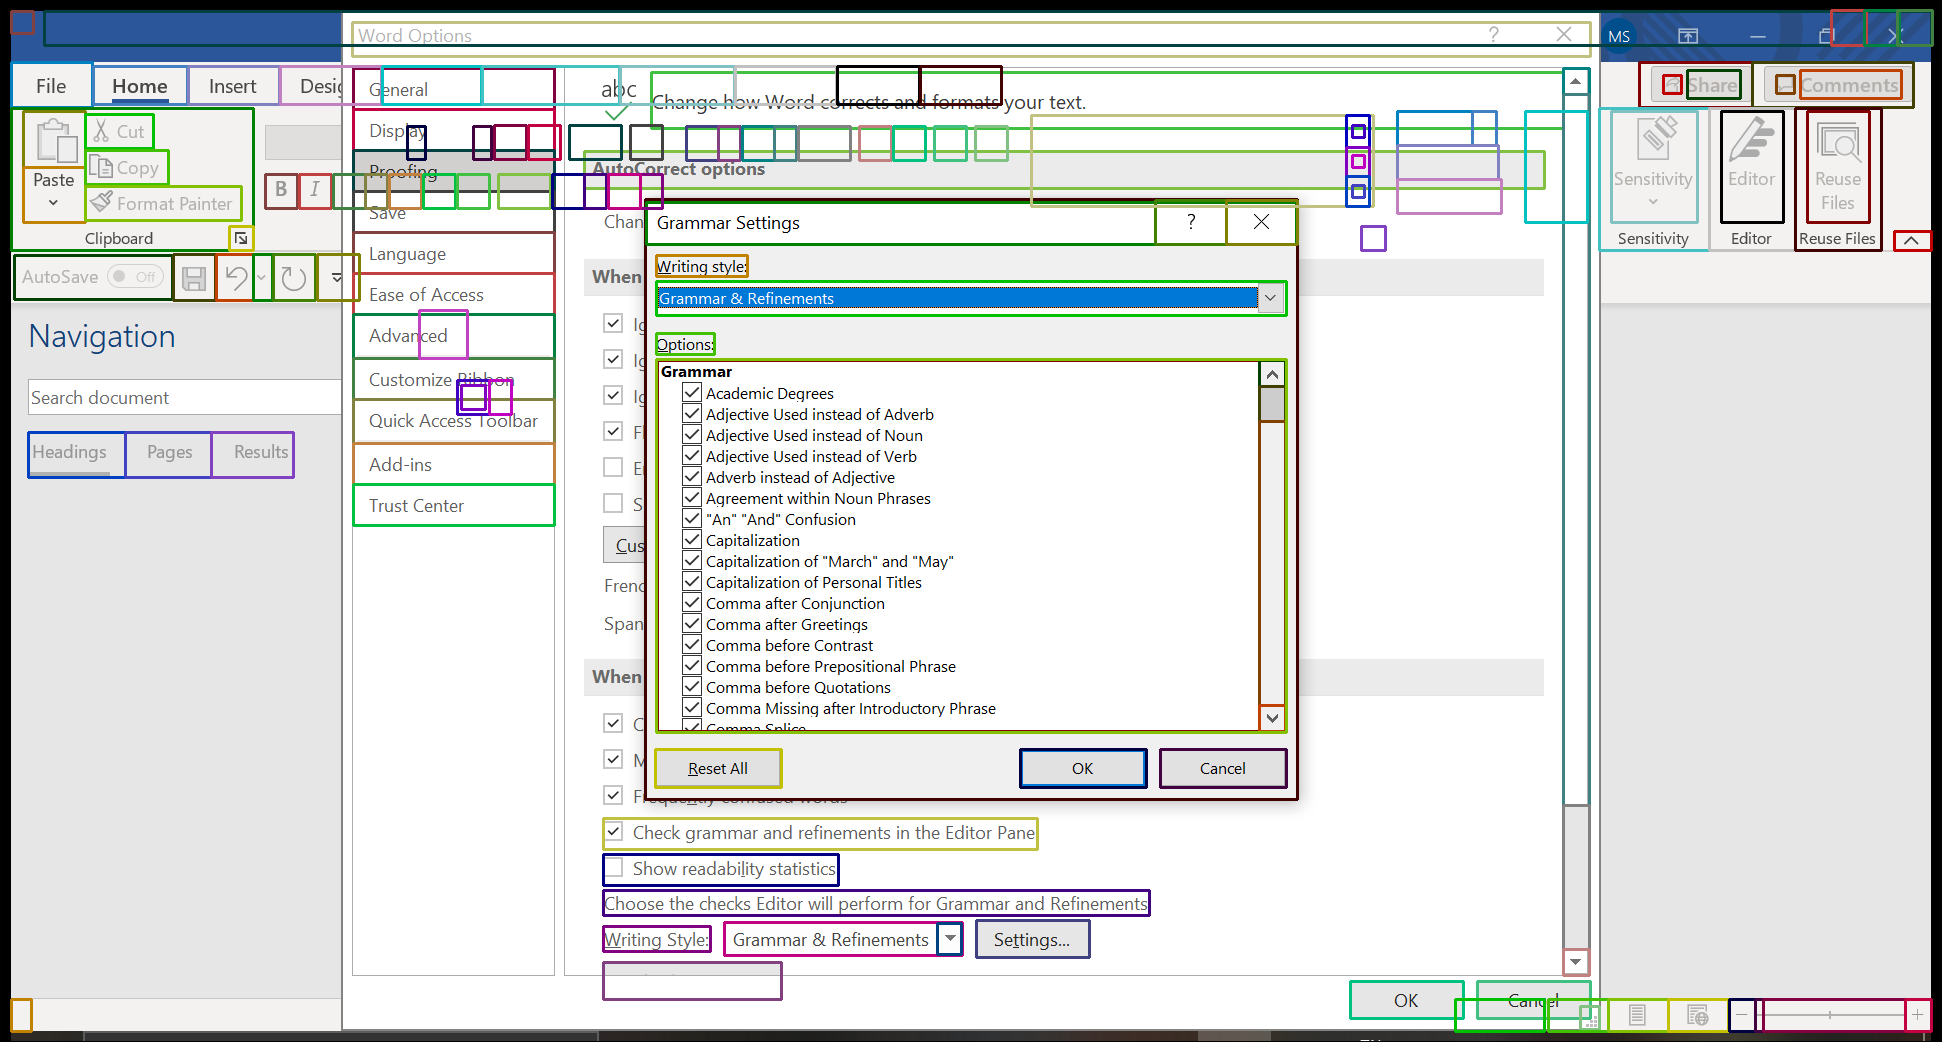 Word Options
MS
File
Home
Insert
General
Change how Word corrects and formats your text.
Share
Comments
abc
Display
Cut
Copy
Paste
Format Painter
Clipboard
B
I
Proofing
AutoCorrect options
Save
Sensitivity
Sensitivity
Editor
Editor
Reuse
Files
Reuse Files
Grammar Settings
?
Language
AutoSave
Off
Writing style:
When
Ease of Access
Grammar & Refinements
Navigation
Advanced
Options:
Customize Ribbon
Search document
Quick Access Toolbar
Headings
Pages
Results
Add-ins
Trust Center
Grammar
Academic Degrees
Adjective Used instead of Adverb
Adjective Used instead of Noun
Adjective Used instead of Verb
Adverb instead of Adjective
Agreement within Noun Phrases
"An" "And" Confusion
Capitalization
Capitalization of "March" and "May"
Capitalization of Personal Titles
Comma after Conjunction
Comma after Greetings
Comma before Contrast
Comma before Prepositional Phrase
Comma before Quotations
Comma Missing after Introductory Phrase
Comma Splice
When
Reset All
OK
Cancel
Frequently confused words
Check grammar and refinements in the Editor Pane
Show readability statistics
Choose the checks Editor will perform for Grammar and Refinements
Writing Style:
Grammar & Refinements
Settings...
OK
Cancel